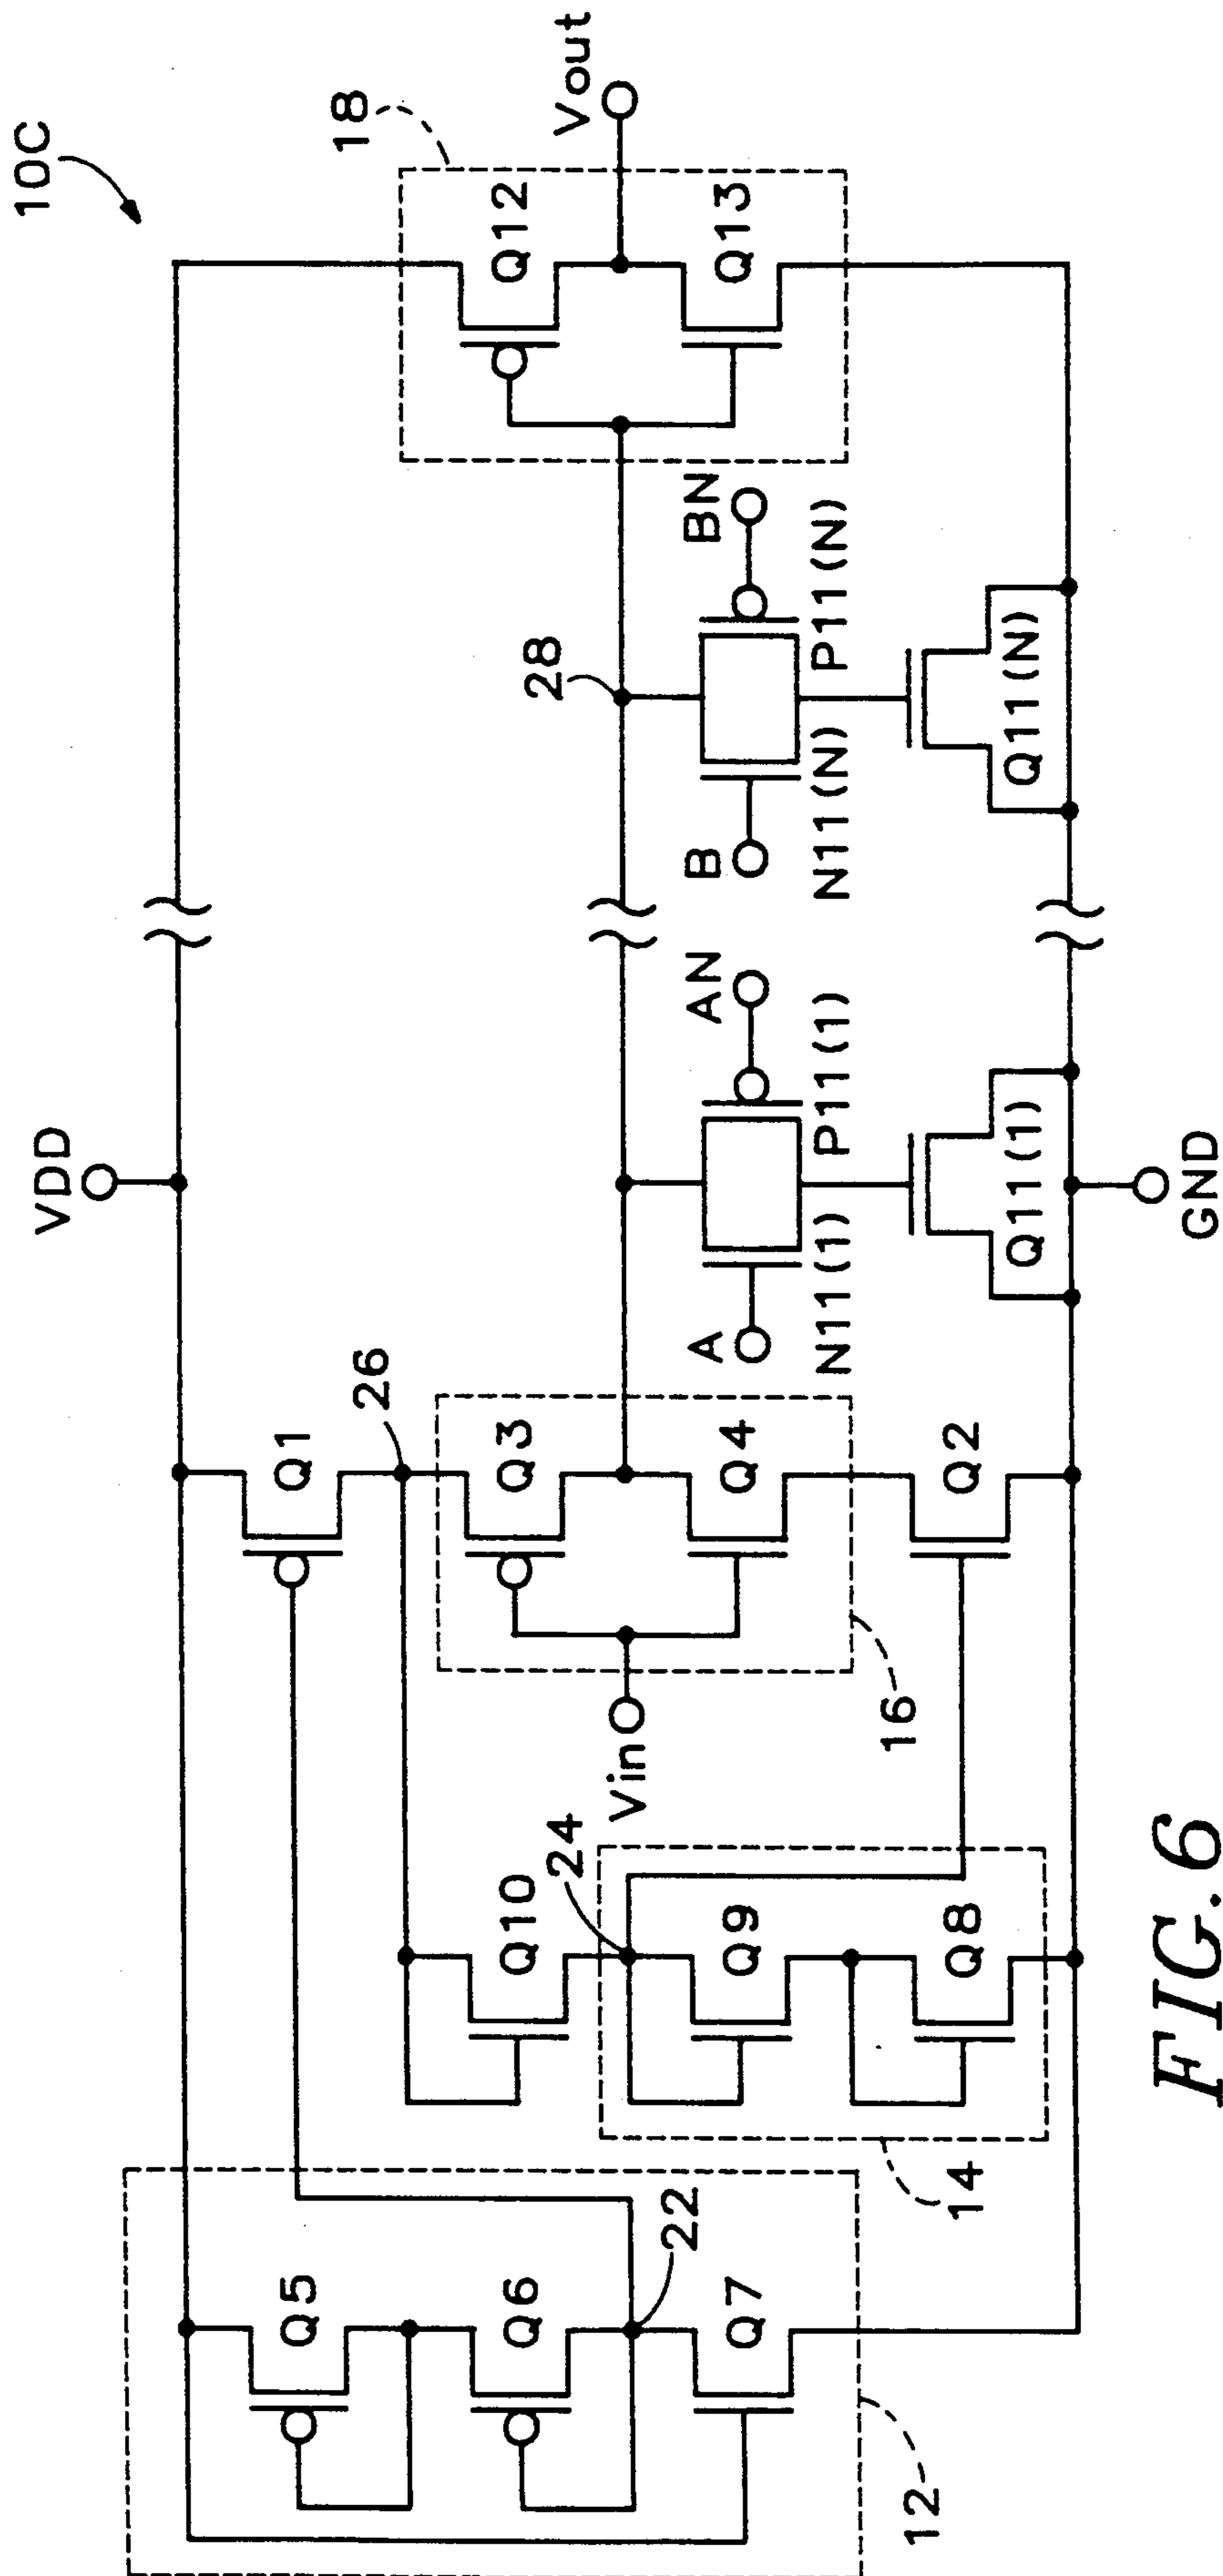 10C
VDD
18
Q12
Vout
Q13
Q5
Q1
26
Q10
Q3
28
Q6
24
Vin
Q4
A
AN
B
BN
22
Q9
N11(1)
P11(1)
N11(N)
P11(N)
Q7
16
Q8
Q2
Q11(1)
Q11(N)
12
14
GND
FIG. 6